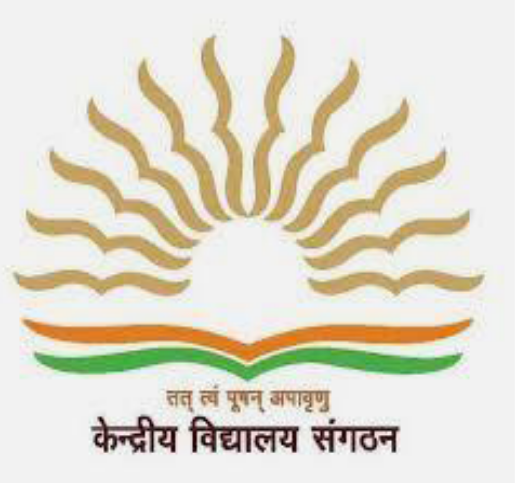 तत् त्वं पूषन् अपावृणु
केन्द्रीय विद्यालय संगठन